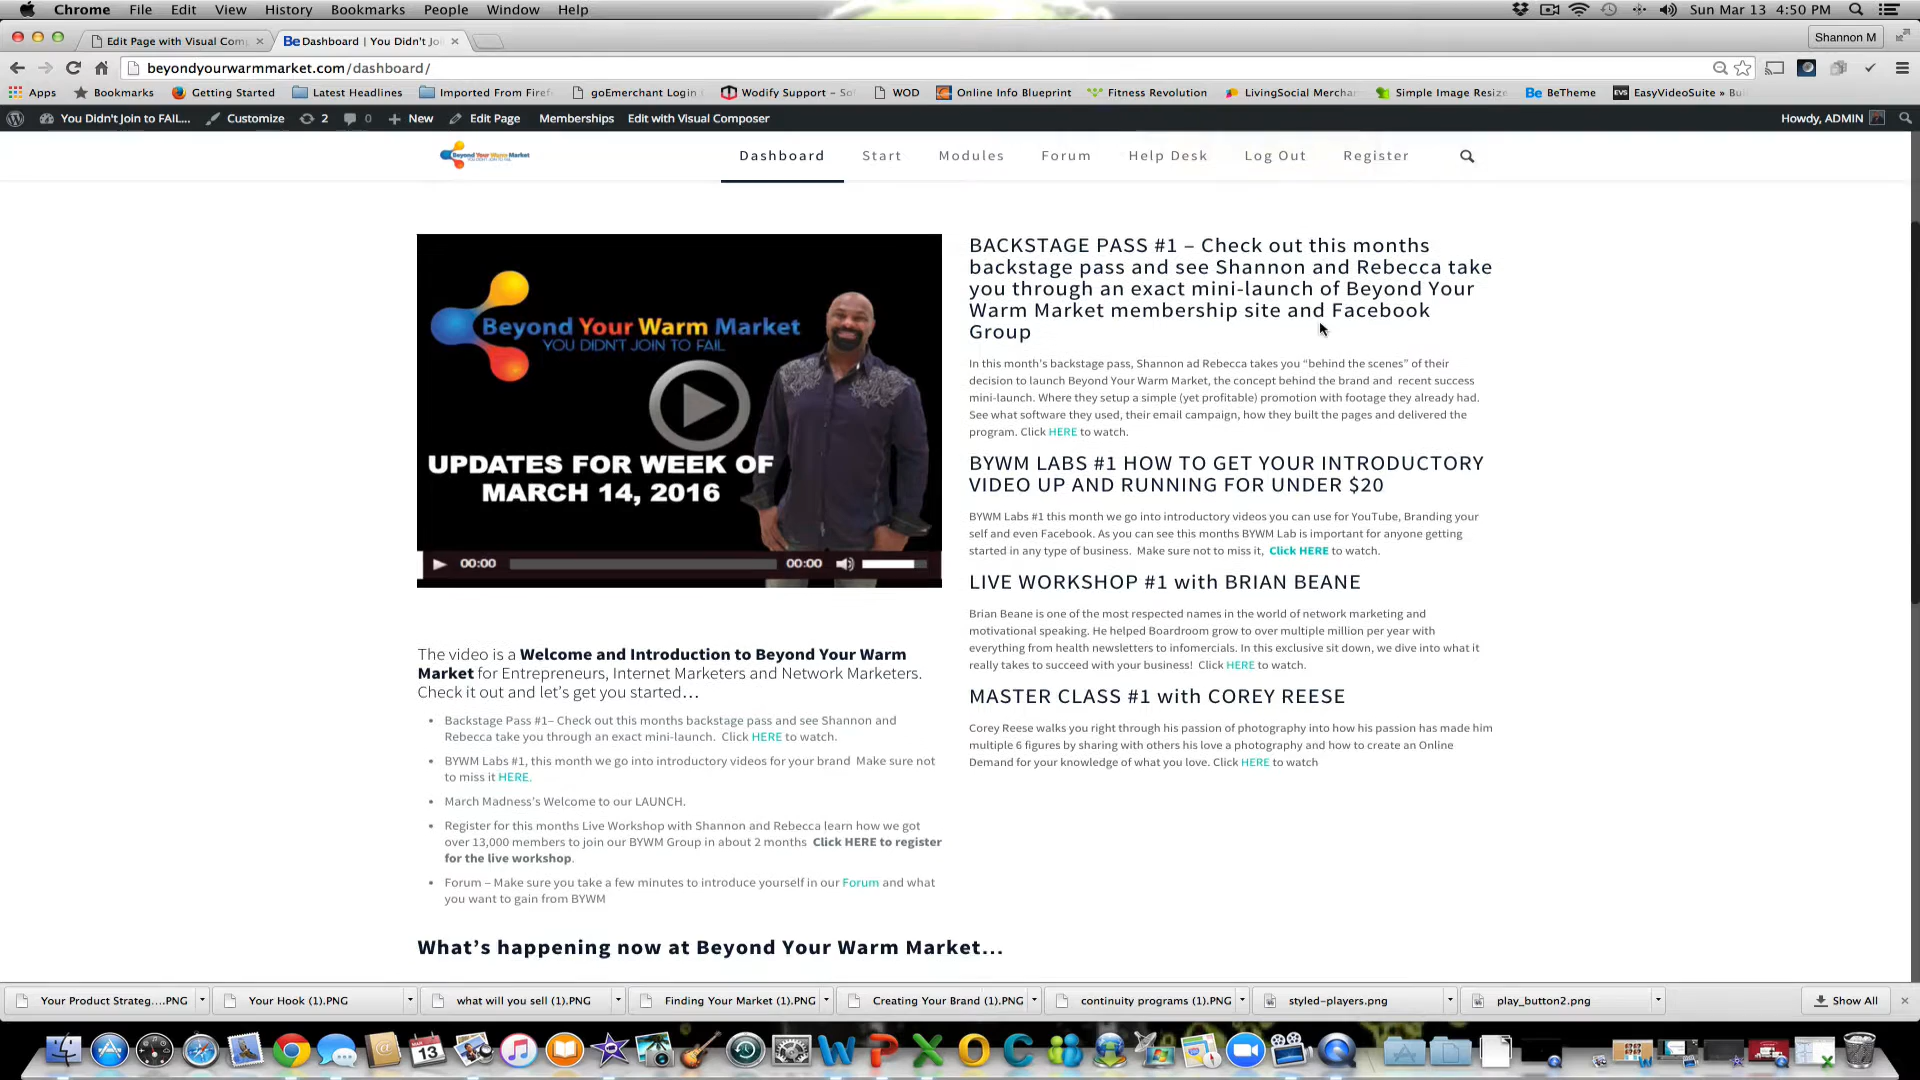 Chrome File Edit View History Bookmarks People Window Help Sun Mar 13 4:50 PM
Edit Page with Visual Com Be Dashboard | You Didn't Jo Shannon M
beyondyourwarmmarket.com/dashboard/
Apps Bookmarks Getting Started Latest Headlines Imported From Firef goEmerchant Login Wodify Support – So WOD Online Info Blueprint Fitness Revolution LivingSocial Mercha Simple Image Resize Be BeTheme EVS EasyVideoSuite » Bu
You Didn't Join to FAIL... Customize 2 0 New Edit Page Memberships Edit with Visual Composer Howdy, ADMIN
Beyond Your Warm Market Dashboard Start Modules Forum Help Desk Log Out Register
Beyond Your Warm Market
YOU DIDN'T JOIN TO FAIL
UPDATES FOR WEEK OF
MARCH 14, 2016
00:00 00:00
The video is a Welcome and Introduction to Beyond Your Warm
Market for Entrepreneurs, Internet Marketers and Network Marketers.
Check it out and let's get you started…
• Backstage Pass #1– Check out this months backstage pass and see Shannon and
Rebecca take you through an exact mini-launch. Click HERE to watch.
• BYWM Labs #1, this month we go into introductory videos for your brand Make sure not
to miss it HERE.
• March Madness's Welcome to our LAUNCH.
• Register for this months Live Workshop with Shannon and Rebecca learn how we got
over 13,000 members to join our BYWM Group in about 2 months Click HERE to register
for the live workshop.
• Forum – Make sure you take a few minutes to introduce yourself in our Forum and what
you want to gain from BYWM
BACKSTAGE PASS #1 – Check out this months
backstage pass and see Shannon and Rebecca take
you through an exact mini-launch of Beyond Your
Warm Market membership site and Facebook
Group
In this month's backstage pass, Shannon ad Rebecca takes you “behind the scenes” of their
decision to launch Beyond Your Warm Market, the concept behind the brand and recent success
mini-launch. Where they setup a simple (yet profitable) promotion with footage they already had.
See what software they used, their email campaign, how they built the pages and delivered the
program. Click HERE to watch.
BYWM LABS #1 HOW TO GET YOUR INTRODUCTORY
VIDEO UP AND RUNNING FOR UNDER $20
BYWM Labs #1 this month we go into introductory videos you can use for YouTube, Branding your
self and even Facebook. As you can see this months BYWM Lab is important for anyone getting
started in any type of business. Make sure not to miss it, Click HERE to watch.
LIVE WORKSHOP #1 with BRIAN BEANE
Brian Beane is one of the most respected names in the world of network marketing and
motivational speaking. He helped Boardroom grow to over multiple million per year with
everything from health newsletters to infomercials. In this exclusive sit down, we dive into what it
really takes to succeed with your business! Click HERE to watch.
MASTER CLASS #1 with COREY REESE
Corey Reese walks you right through his passion of photography into how his passion has made him
multiple 6 figures by sharing with others his love a photography and how to create an Online
Demand for your knowledge of what you love. Click HERE to watch
What's happening now at Beyond Your Warm Market…
Your Product Strateg....PNG Your Hook (1).PNG what will you sell (1).PNG Finding Your Market (1).PNG Creating Your Brand (1).PNG continuity programs (1).PNG styled-players.png play_button2.png Show All
13